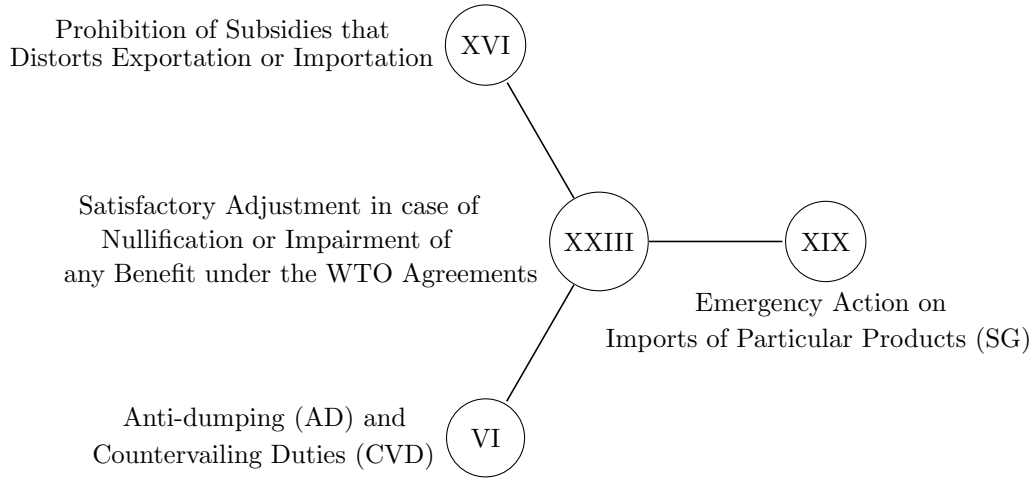 Prohibition of Subsidies that
Distorts Exportation or Importation
XVI
Satisfactory Adjustment in case of
Nullification or Impairment of
any Benefit under the WTO Agreements
XXIII
XIX
Emergency Action on
Imports of Particular Products (SG)
Anti-dumping (AD) and
Countervailing Duties (CVD)
VI